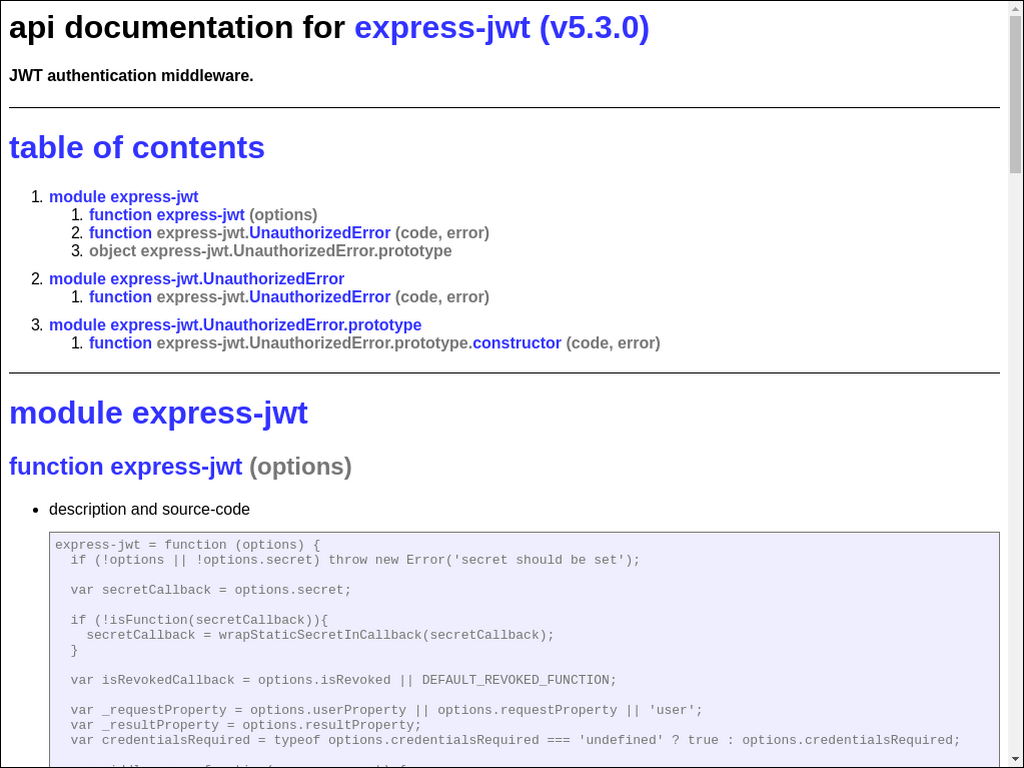 api documentation for express-jwt (v5.3.0)
JWT authentication middleware.
table of contents
1. module express-jwt
1. function express-jwt (options)
2. function express-jwt.UnauthorizedError (code, error)
3. object express-jwt.UnauthorizedError.prototype
2. module express-jwt.UnauthorizedError
1. function express-jwt.UnauthorizedError (code, error)
3. module express-jwt.UnauthorizedError.prototype
1. function express-jwt.UnauthorizedError.prototype.constructor (code, error)
module express-jwt
function express-jwt (options)
• description and source-code
express-jwt = function (options) {
  if (!options || !options.secret) throw new Error('secret should be set');
  var secretCallback = options.secret;
  if (!isFunction(secretCallback)){
    secretCallback = wrapStaticSecretInCallback(secretCallback);
  }
  var isRevokedCallback = options.isRevoked || DEFAULT_REVOKED_FUNCTION;
  var _requestProperty = options.userProperty || options.requestProperty || 'user';
  var _resultProperty = options.resultProperty;
  var credentialsRequired = typeof options.credentialsRequired === 'undefined' ? true : options.credentialsRequired;